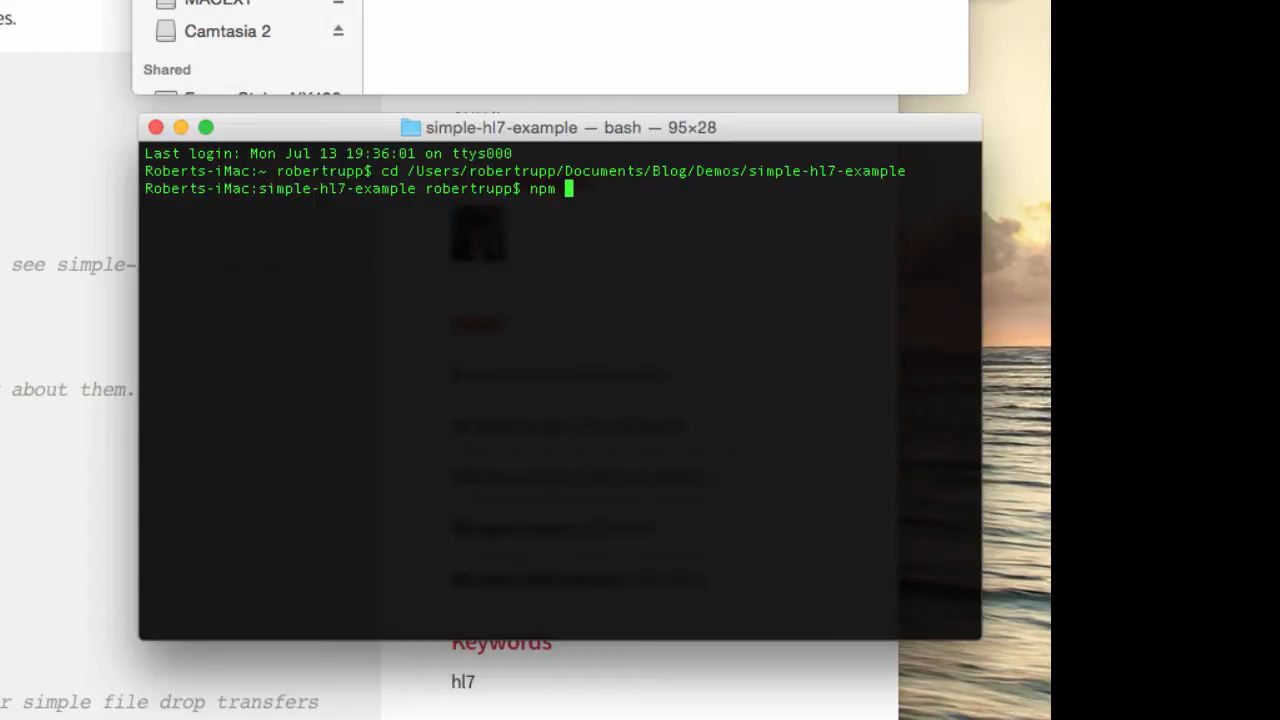 es.
Camtasia 2
Shared
simple-hl7-example — bash — 95×28
Last login: Mon Jul 13 19:36:01 on ttys000
Roberts-iMac:~ robertrupp$ cd /Users/robertrupp/Documents/Blog/Demos/simple-hl7-example
Roberts-iMac:simple-hl7-example robertrupp$ npm
see simple-
about them.
Keywords
hl7
r simple file drop transfers